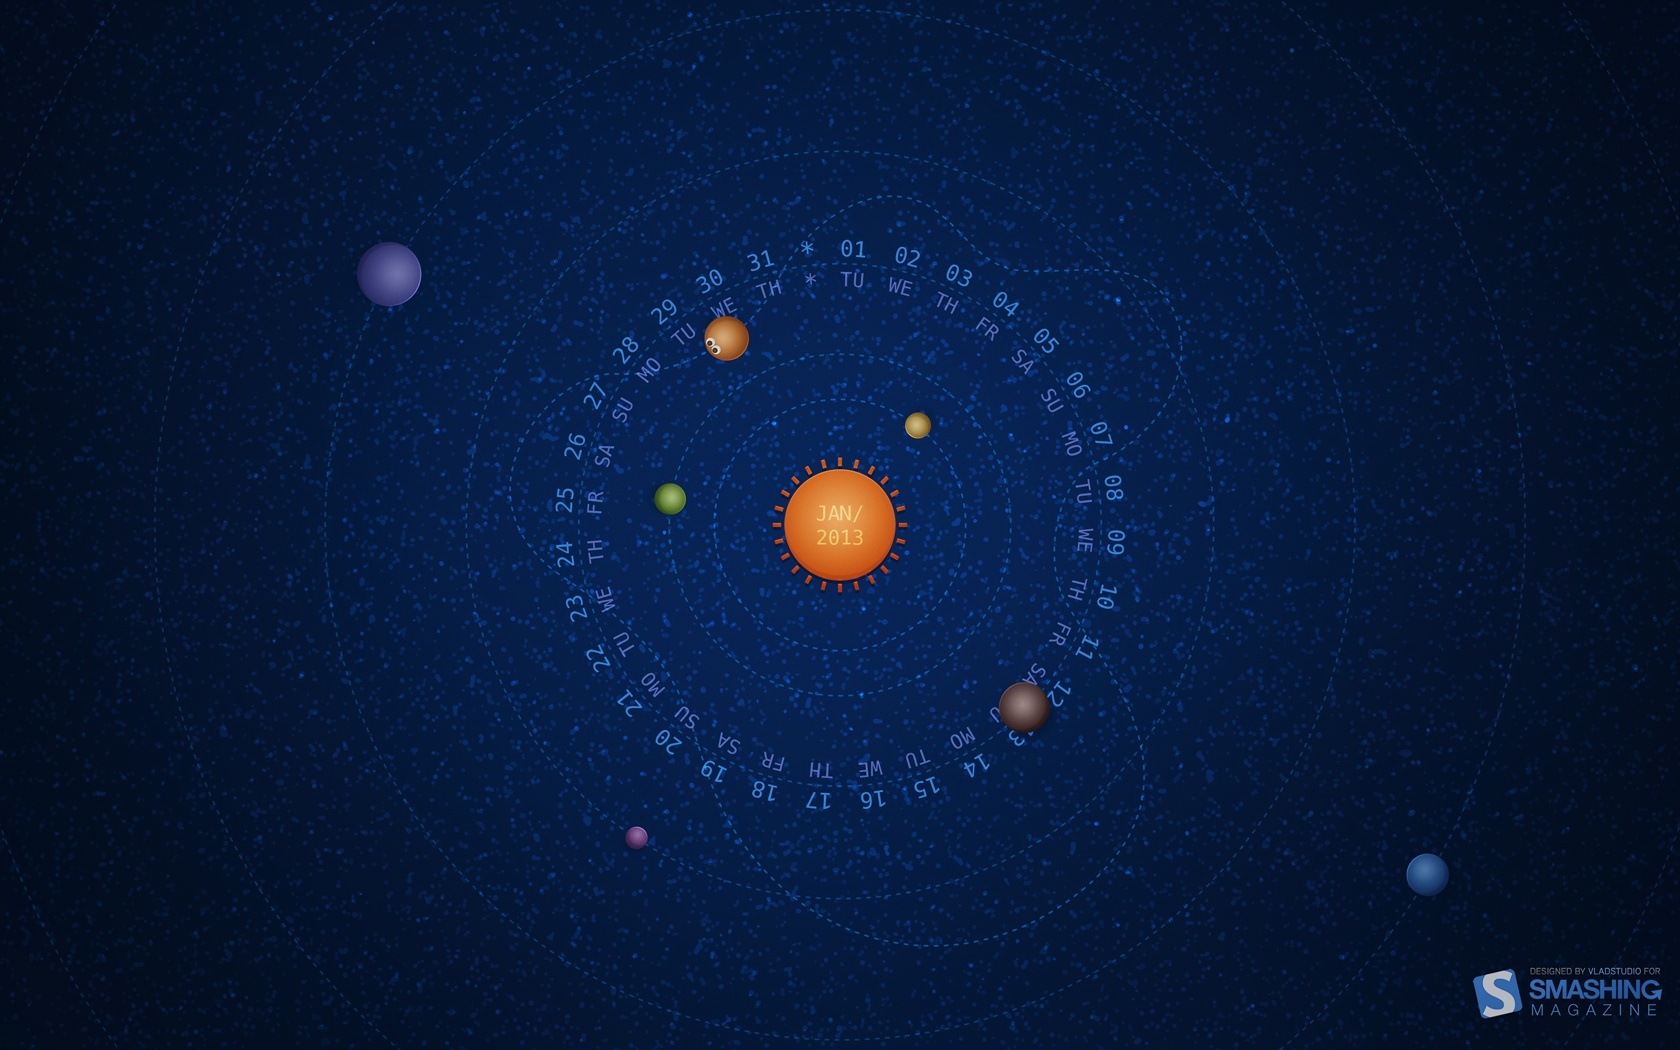 JAN/
2013
01 02 03 04 05 06 07 08 09 10 11 12 14 15 16 17 18 19 20 21 22 23 24 25 26 27 28 29 30 31 *
TU WE TH FR SA SU MO TU WE TH FR SA MO TU WE TH FR SA SU MO TU WE TH FR SA SU MO TU WE TH *
DESIGNED BY VLADSTUDIO FOR
SMASHING
MAGAZINE